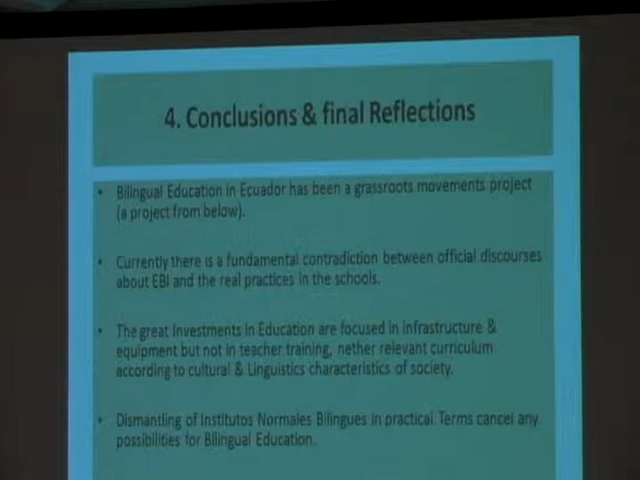 4. Conclusions & final Reflections
• Bilingual Education in Ecuador has been a grassroots movements project
(a project from below).
• Currently there is a fundamental contradiction between official discourses
about EBI and the real practices in the schools.
• The great Investments in Education are focused in infrastructure &
equipment but not in teacher training, nether relevant curriculum
according to cultural & Linguistics characteristics of society.
• Dismantling of Institutos Normales Bilingues in practical Terms cancel any
possibilities for Bilingual Education.